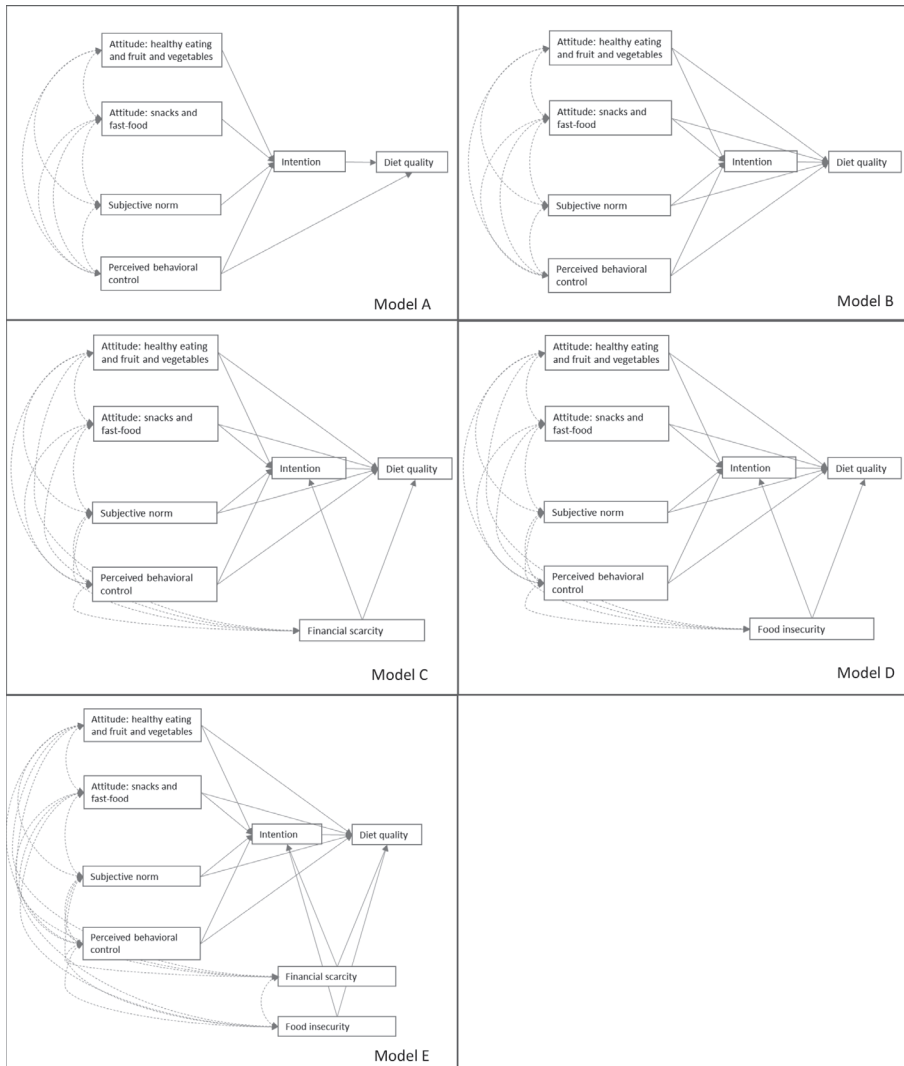 Attitude: healthy eating
and fruit and vegetables
Attitude: snacks and
fast-food
Intention
Diet quality
Subjective norm
Perceived behavioral
control
Model A
Attitude: healthy eating
and fruit and vegetables
Attitude: snacks and
fast-food
Intention
Diet quality
Subjective norm
Perceived behavioral
control
Model B
Attitude: healthy eating
and fruit and vegetables
Attitude: snacks and
fast-food
Intention
Diet quality
Subjective norm
Perceived behavioral
control
Financial scarcity
Model C
Attitude: healthy eating
and fruit and vegetables
Attitude: snacks and
fast-food
Intention
Diet quality
Subjective norm
Perceived behavioral
control
Food insecurity
Model D
Attitude: healthy eating
and fruit and vegetables
Attitude: snacks and
fast-food
Intention
Diet quality
Subjective norm
Perceived behavioral
control
Financial scarcity
Food insecurity
Model E